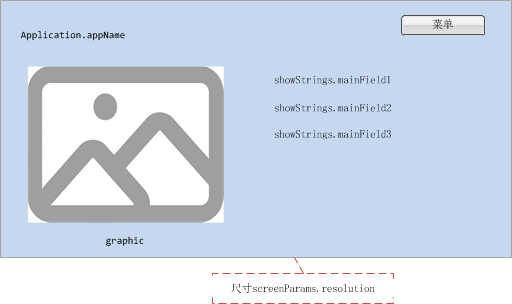 菜单
Application.appName
showStrings.mainField1
showStrings.mainField2
showStrings.mainField3
graphic
尺寸screenParams.resolution